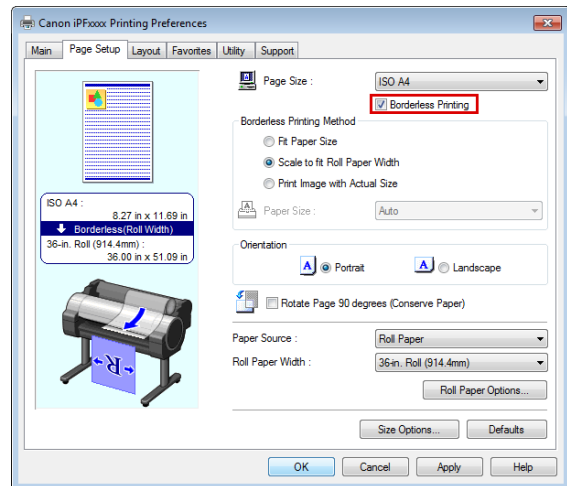 Canon iPFxxxx Printing Preferences
Main Page Setup Layout Favorites Utility Support
Page Size : ISO A4
Borderless Printing
Borderless Printing Method
Fit Paper Size
Scale to fit Roll Paper Width
Print Image with Actual Size
Paper Size : Auto
ISO A4 :
8.27 in x 11.69 in
Borderless(Roll Width)
36-in. Roll (914.4mm) :
36.00 in x 51.09 in
Orientation
A Portrait A Landscape
Rotate Page 90 degrees (Conserve Paper)
R
Paper Source : Roll Paper
Roll Paper Width : 36-in. Roll (914.4mm)
Roll Paper Options...
Size Options... Defaults
OK Cancel Apply Help